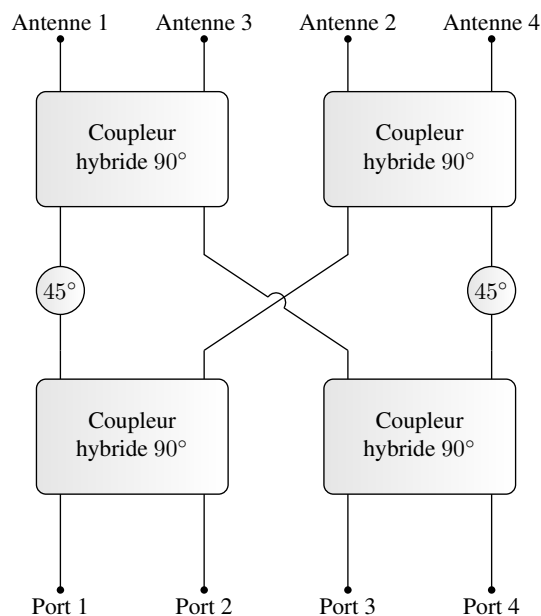 Antenne 1 Antenne 3 Antenne 2 Antenne 4
Coupleur
hybride 90°
Coupleur
hybride 90°
45° 45°
Coupleur
hybride 90°
Coupleur
hybride 90°
Port 1 Port 2 Port 3 Port 4